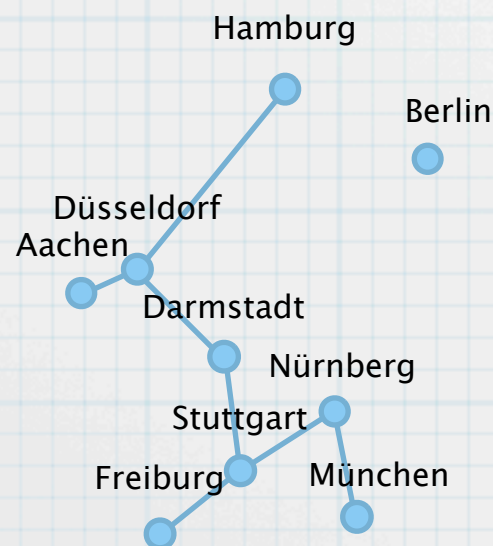 Hamburg
Berlin
Düsseldorf
Aachen
Darmstadt
Nürnberg
Stuttgart
Freiburg
München